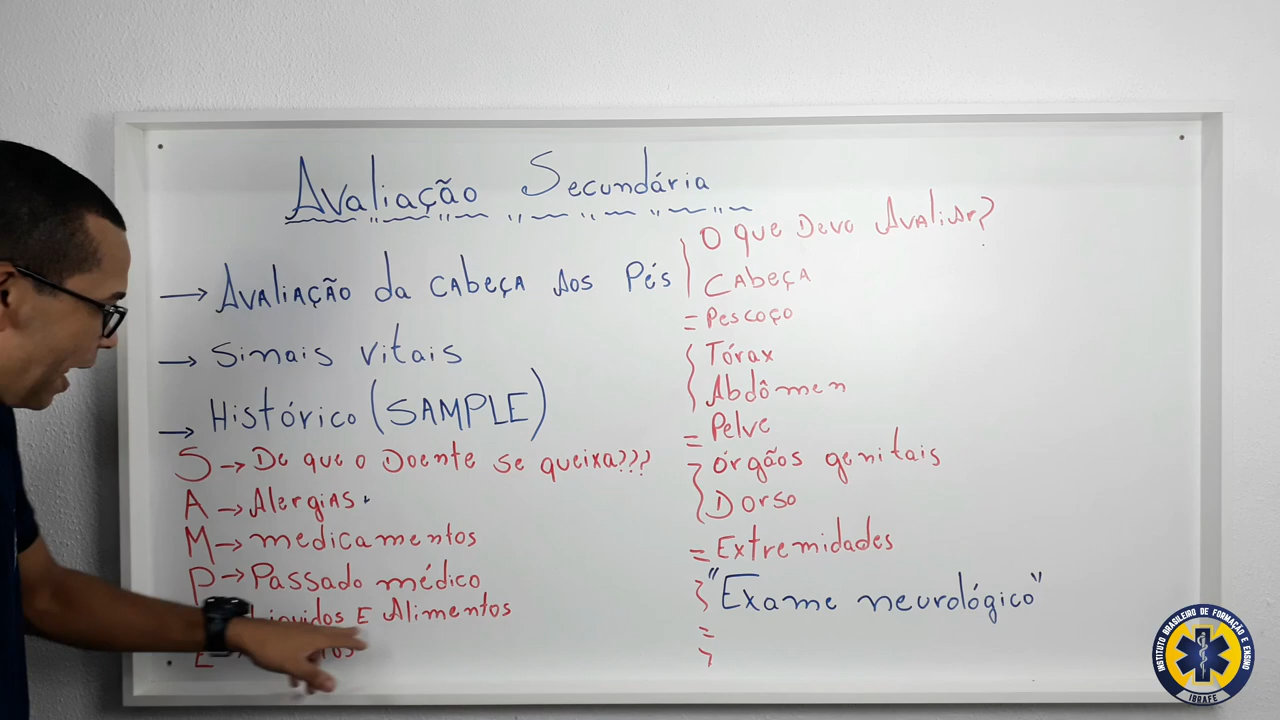 Avaliação Secundária
→ Avaliação da Cabeça Aos Pés
→ Sinais vitais
→ Histórico (SAMPLE)
S → De que o Doente se queixa???
A → Alergias.
M → medicamentos
P → Passado médico
Líquidos E Alimentos
E
O que Devo Avaliar?
Cabeça
= Pescoço
Tórax
Abdômen
= Pelve
órgãos genitais
Dorso
= Extremidades
"Exame neurológico"
INSTITUTO BRASILEIRO DE FORMAÇÃO E ENSINO
IBRAFE